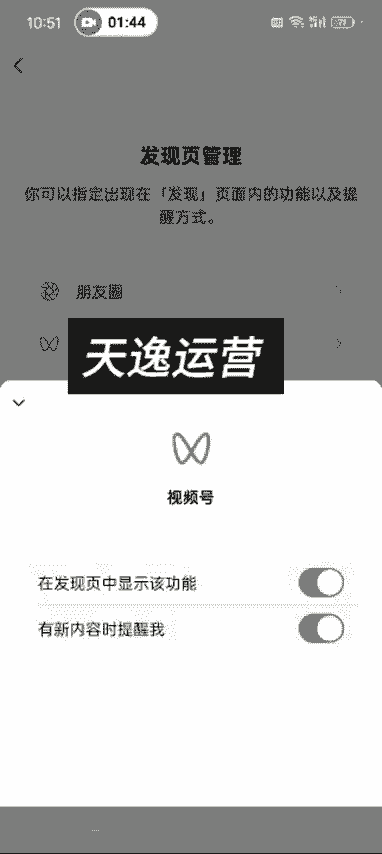 10:51
01:44
发现页管理
你可以指定出现在「发现」页面内的功能以及提
醒方式。
朋友圈
天逸运营
视频号
在发现页中显示该功能
有新内容时提醒我